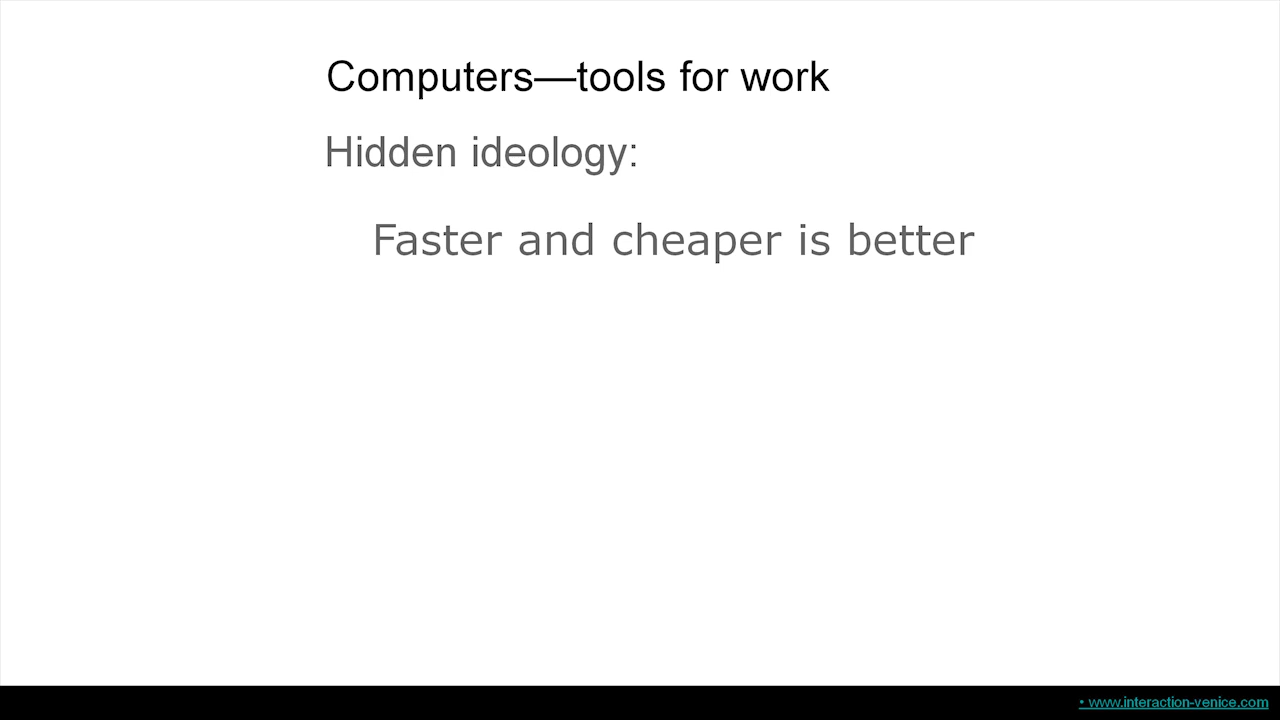 Computers—tools for work
Hidden ideology:
Faster and cheaper is better
• www.interaction-venice.com